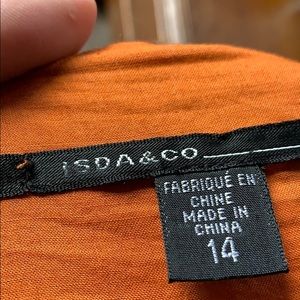 ISDA&CO
FABRIQUÉ EN
CHINE
MADE IN
CHINA
14